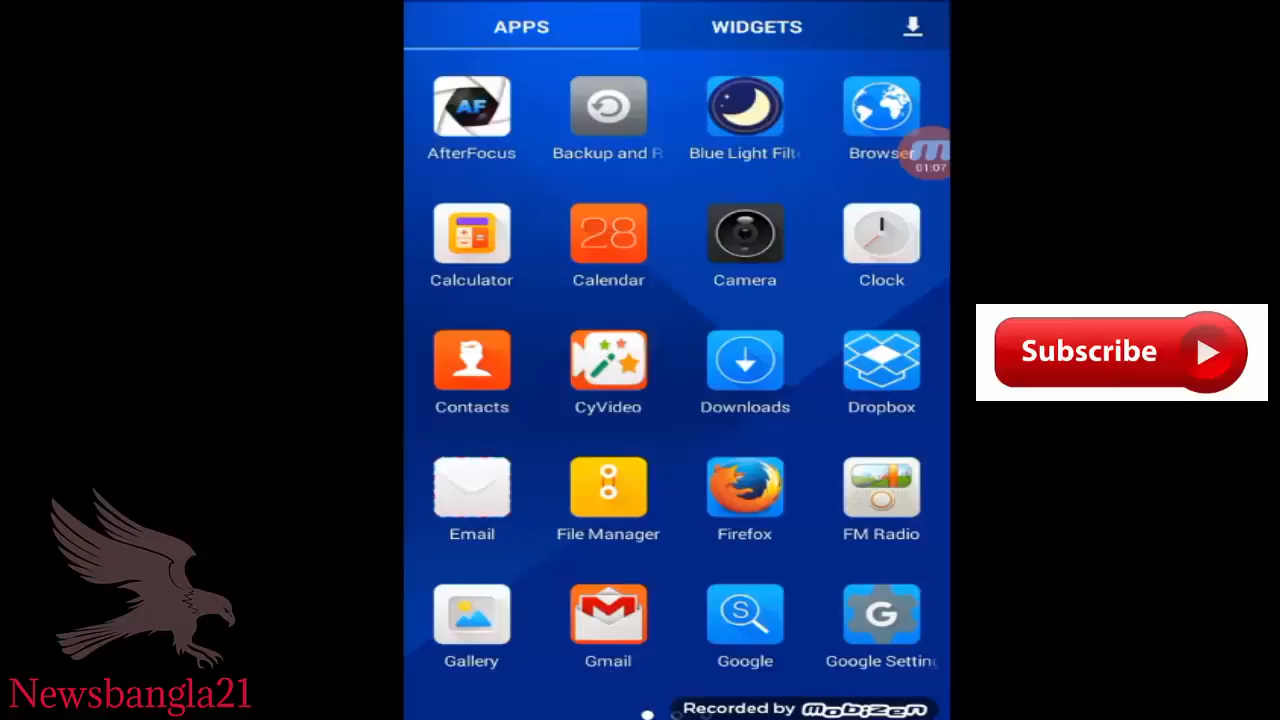 APPS WIDGETS
AF
AfterFocus Backup and R Blue Light Filt Browser
01:07
28
Calculator Calendar Camera Clock
Contacts CyVideo Downloads Dropbox
Subscribe
Email File Manager Firefox FM Radio
S G
Gallery Gmail Google Google Settin
Newsbangla21
Recorded by mobizen